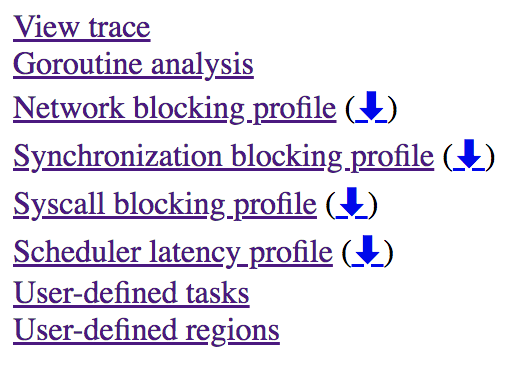 View trace
Goroutine analysis
Network blocking profile (⬇)
Synchronization blocking profile (⬇)
Syscall blocking profile (⬇)
Scheduler latency profile (⬇)
User-defined tasks
User-defined regions